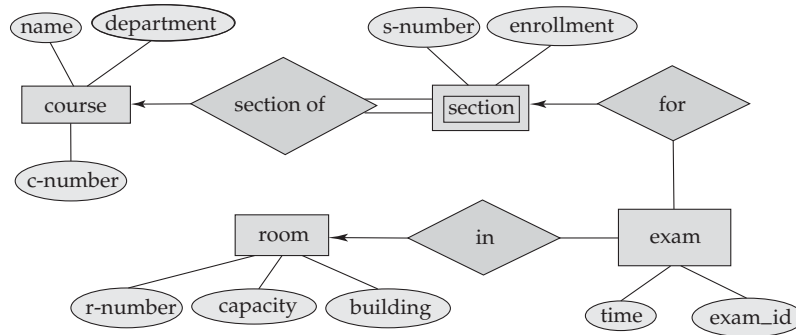 name
department
s-number
enrollment
course
section of
section
for
c-number
room
in
exam
r-number
capacity
building
time
exam_id